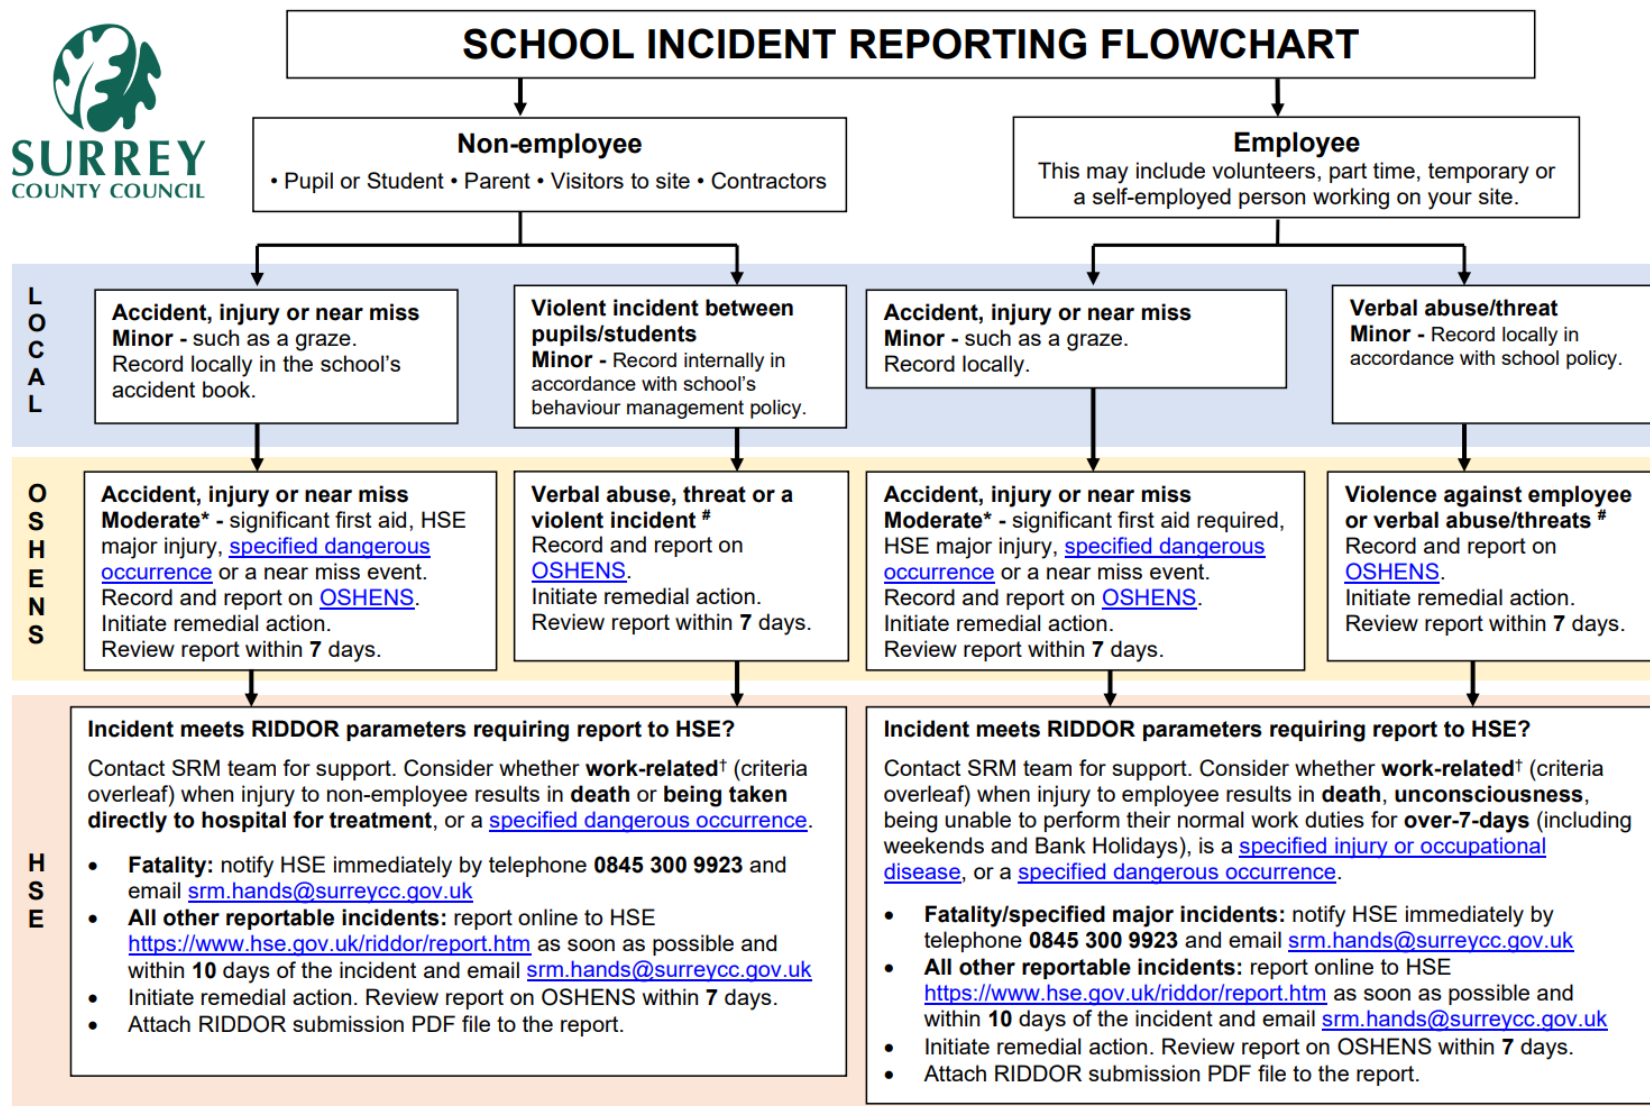 SURREY
COUNTY COUNCIL
SCHOOL INCIDENT REPORTING FLOWCHART
Non-employee
• Pupil or Student • Parent • Visitors to site • Contractors
Employee
This may include volunteers, part time, temporary or
a self-employed person working on your site.
LOCAL
Accident, injury or near miss
Minor - such as a graze.
Record locally in the school's
accident book.
Violent incident between
pupils/students
Minor - Record internally in
accordance with school's
behaviour management policy.
Accident, injury or near miss
Minor - such as a graze.
Record locally.
Verbal abuse/threat
Minor - Record locally in
accordance with school policy.
OSHENS
Accident, injury or near miss
Moderate* - significant first aid, HSE
major injury, specified dangerous
occurrence or a near miss event.
Record and report on OSHENS.
Initiate remedial action.
Review report within 7 days.
Verbal abuse, threat or a
violent incident #
Record and report on
OSHENS.
Initiate remedial action.
Review report within 7 days.
Accident, injury or near miss
Moderate* - significant first aid required,
HSE major injury, specified dangerous
occurrence or a near miss event.
Record and report on OSHENS.
Initiate remedial action.
Review report within 7 days.
Violence against employee
or verbal abuse/threats #
Record and report on
OSHENS.
Initiate remedial action.
Review report within 7 days.
HSE
Incident meets RIDDOR parameters requiring report to HSE?
Contact SRM team for support. Consider whether work-related† (criteria
overleaf) when injury to non-employee results in death or being taken
directly to hospital for treatment, or a specified dangerous occurrence.
• Fatality: notify HSE immediately by telephone 0845 300 9923 and
email srm.hands@surreycc.gov.uk
• All other reportable incidents: report online to HSE
https://www.hse.gov.uk/riddor/report.htm as soon as possible and
within 10 days of the incident and email srm.hands@surreycc.gov.uk
• Initiate remedial action. Review report on OSHENS within 7 days.
• Attach RIDDOR submission PDF file to the report.
Incident meets RIDDOR parameters requiring report to HSE?
Contact SRM team for support. Consider whether work-related† (criteria
overleaf) when injury to employee results in death, unconsciousness,
being unable to perform their normal work duties for over-7-days (including
weekends and Bank Holidays), is a specified injury or occupational
disease, or a specified dangerous occurrence.
• Fatality/specified major incidents: notify HSE immediately by
telephone 0845 300 9923 and email srm.hands@surreycc.gov.uk
• All other reportable incidents: report online to HSE
https://www.hse.gov.uk/riddor/report.htm as soon as possible and
within 10 days of the incident and email srm.hands@surreycc.gov.uk
• Initiate remedial action. Review report on OSHENS within 7 days.
• Attach RIDDOR submission PDF file to the report.